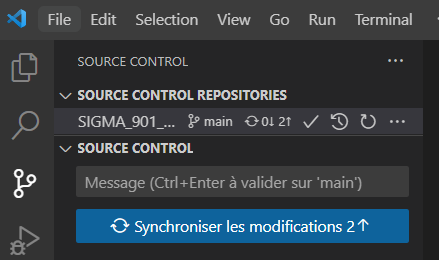 File Edit Selection View Go Run Terminal
SOURCE CONTROL
SOURCE CONTROL REPOSITORIES
SIGMA_901_... main 0↓ 2↑
SOURCE CONTROL
Message (Ctrl+Enter à valider sur 'main')
Synchroniser les modifications 2↑